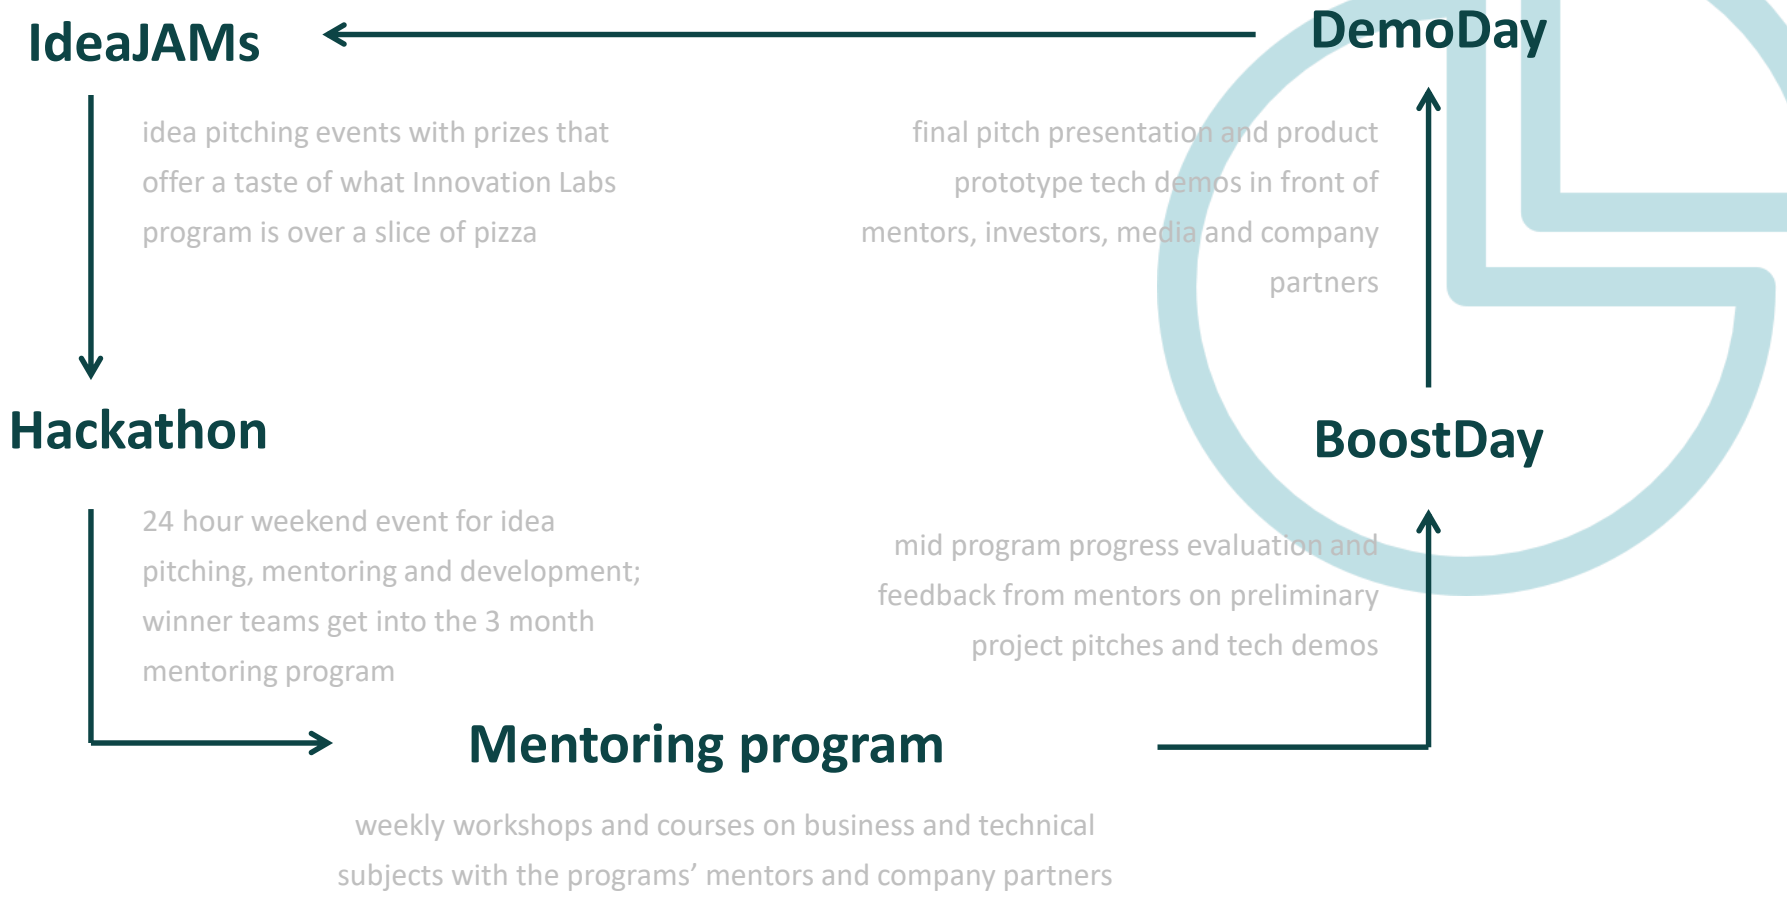 IdeaJAMs
idea pitching events with prizes that
offer a taste of what Innovation Labs
program is over a slice of pizza
Hackathon
24 hour weekend event for idea
pitching, mentoring and development;
winner teams get into the 3 month
mentoring program
Mentoring program
weekly workshops and courses on business and technical
subjects with the programs’ mentors and company partners
BoostDay
mid program progress evaluation and
feedback from mentors on preliminary
project pitches and tech demos
DemoDay
final pitch presentation and product
prototype tech demos in front of
mentors, investors, media and company
partners